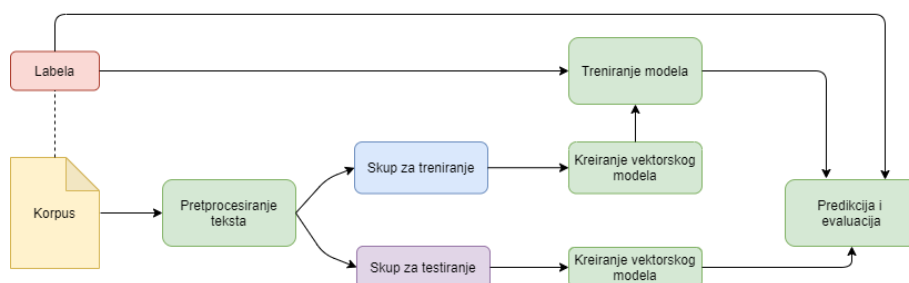 Labela
Treniranje modela
Skup za treniranje
Kreiranje vektorskog
modela
Korpus
Pretprocesiranje
teksta
Predikcija i
evaluacija
Skup za testiranje
Kreiranje vektorskog
modela